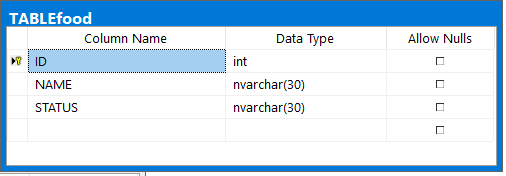 TABLEfood
Column Name Data Type Allow Nulls
ID int
NAME nvarchar(30)
STATUS nvarchar(30)